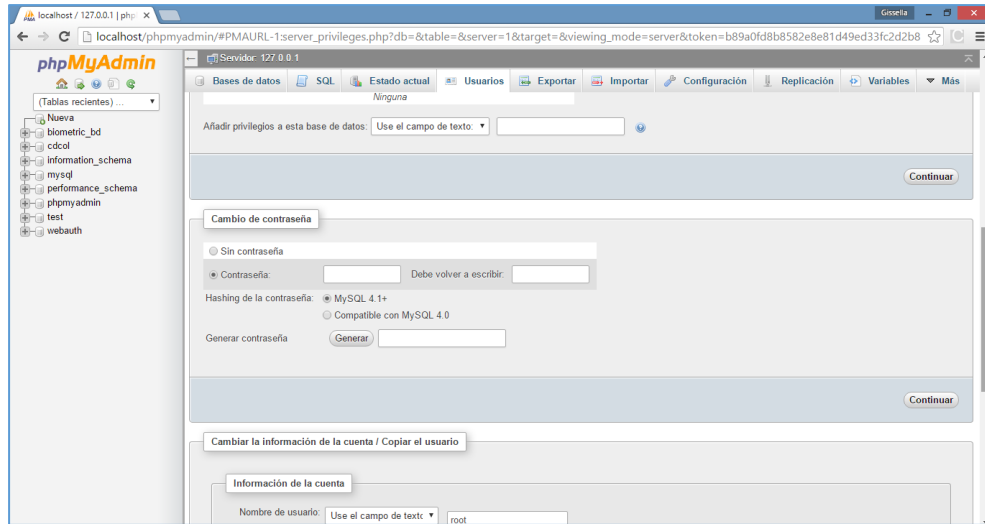 localhost / 127.0.0.1 | php
Gissella
localhost/phpmyadmin/#PMAURL-1:server_privileges.php?db=&table=&server=1&target=&viewing_mode=server&token=b89a0fd8b8582e8e81d49ed33fc2d2b8
phpMyAdmin
(Tablas recientes) ...
Nueva
biometric_bd
cdcol
information_schema
mysql
performance_schema
phpmyadmin
test
webauth
Servidor: 127.0.0.1
Bases de datos SQL Estado actual Usuarios Exportar Importar Configuración Replicación Variables Más
Ninguna
Añadir privilegios a esta base de datos: Use el campo de texto:
Continuar
Cambio de contraseña
Sin contraseña
Contraseña: Debe volver a escribir:
Hashing de la contraseña: MySQL 4.1+
Compatible con MySQL 4.0
Generar contraseña Generar
Continuar
Cambiar la información de la cuenta / Copiar el usuario
Información de la cuenta
Nombre de usuario: Use el campo de texto root